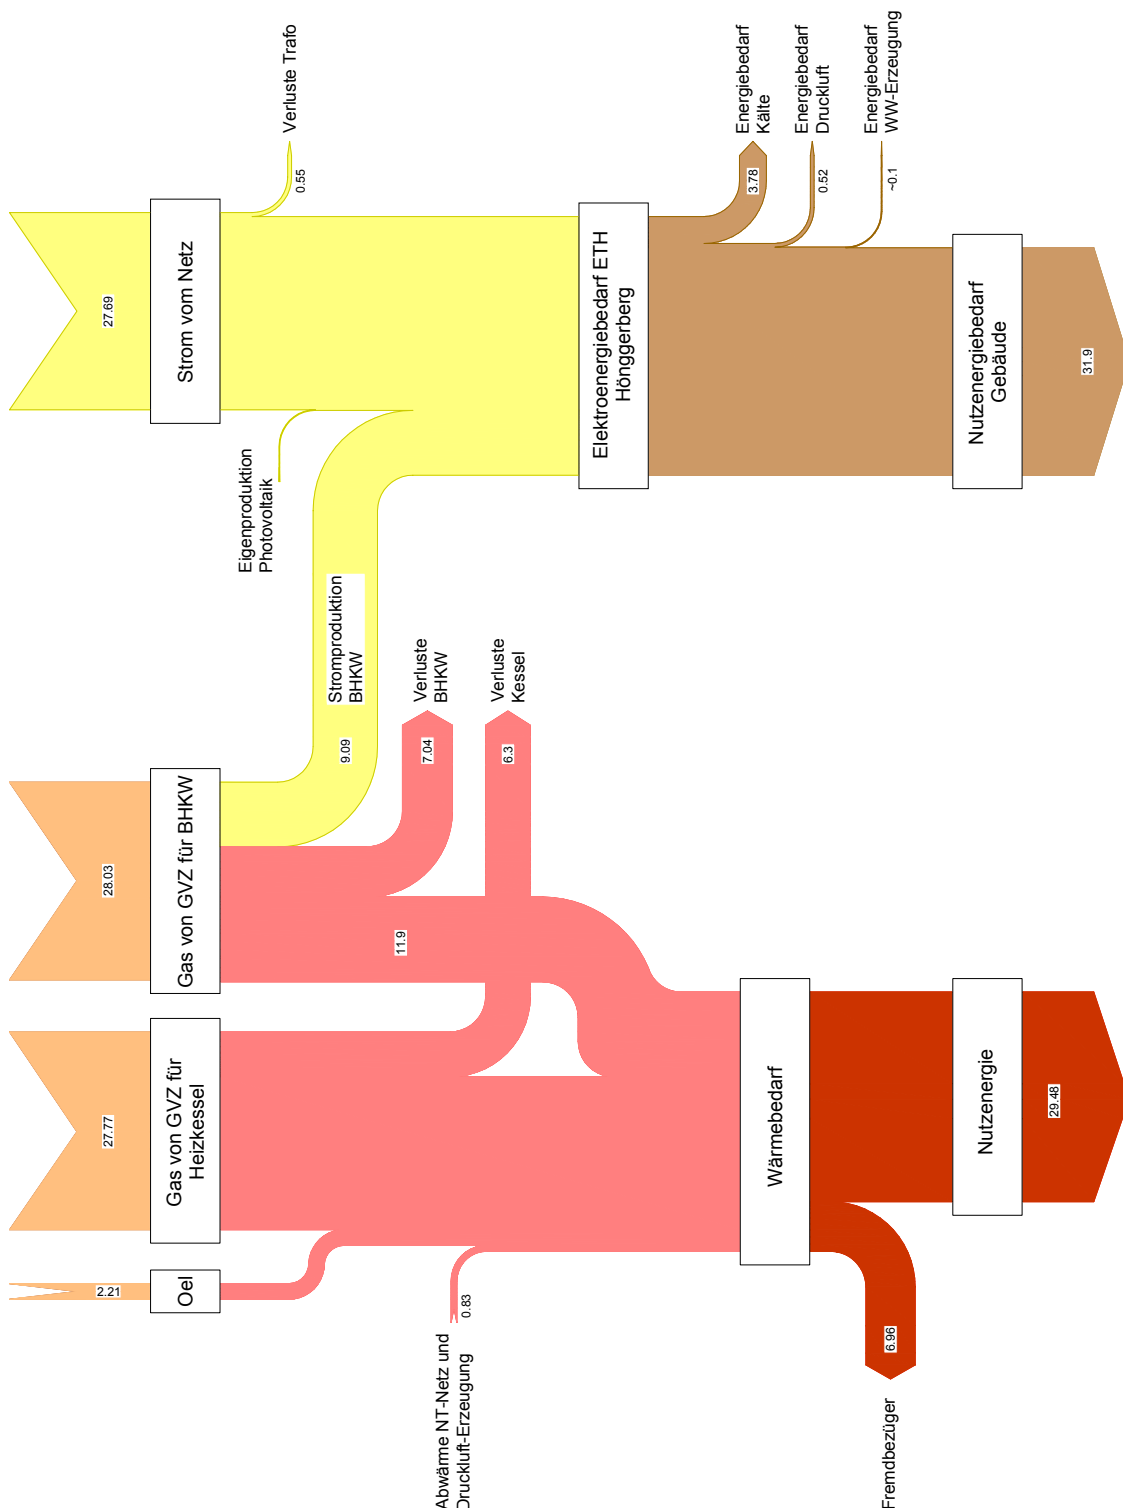 Oel
Gas von GVZ für
Heizkessel
Gas von GVZ für BHKW
Strom vom Netz
2.21
27.77
28.03
27.69
Verluste Trafo
0.55
Eigenproduktion
Photovoltaik
Stromproduktion
BHKW
9.09
Verluste
BHKW
7.04
Verluste
Kessel
6.3
11.9
Abwärme NT-Netz und
Druckluft-Erzeugung
0.83
Elektroenergiebedarf ETH
Hönggerberg
Energiebedarf
Kälte
3.78
Energiebedarf
Druckluft
0.52
Energiebedarf
WW-Erzeugung
~0.1
Wärmebedarf
Fremdbezüger
6.96
Nutzenergie
29.48
Nutzenergiebedarf
Gebäude
31.9